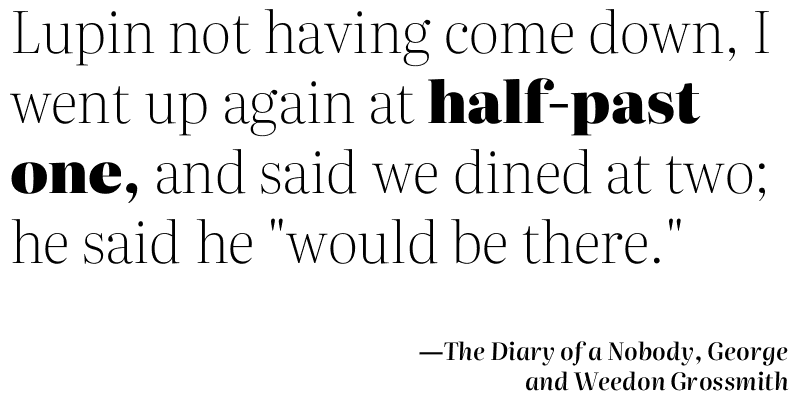 Lupin not having come down, I
went up again at half-past
one, and said we dined at two;
he said he "would be there."
—The Diary of a Nobody, George
and Weedon Grossmith